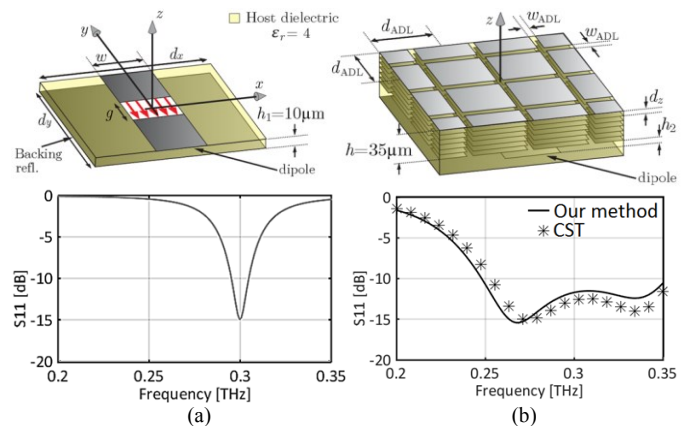 Host dielectric
εr= 4
z
y
w
dx
x
g
dy
h1=10μm
Backing
refl.
dipole
S11 [dB]
0
-5
-10
-15
-20
0.2
0.25
0.3
0.35
Frequency [THz]
(a)
dADL
z
wADL
wADL
dADL
dz
h2
h=35μm
dipole
S11 [dB]
0
-5
-10
-15
-20
Our method
CST
0.2
0.25
0.3
0.35
Frequency [THz]
(b)